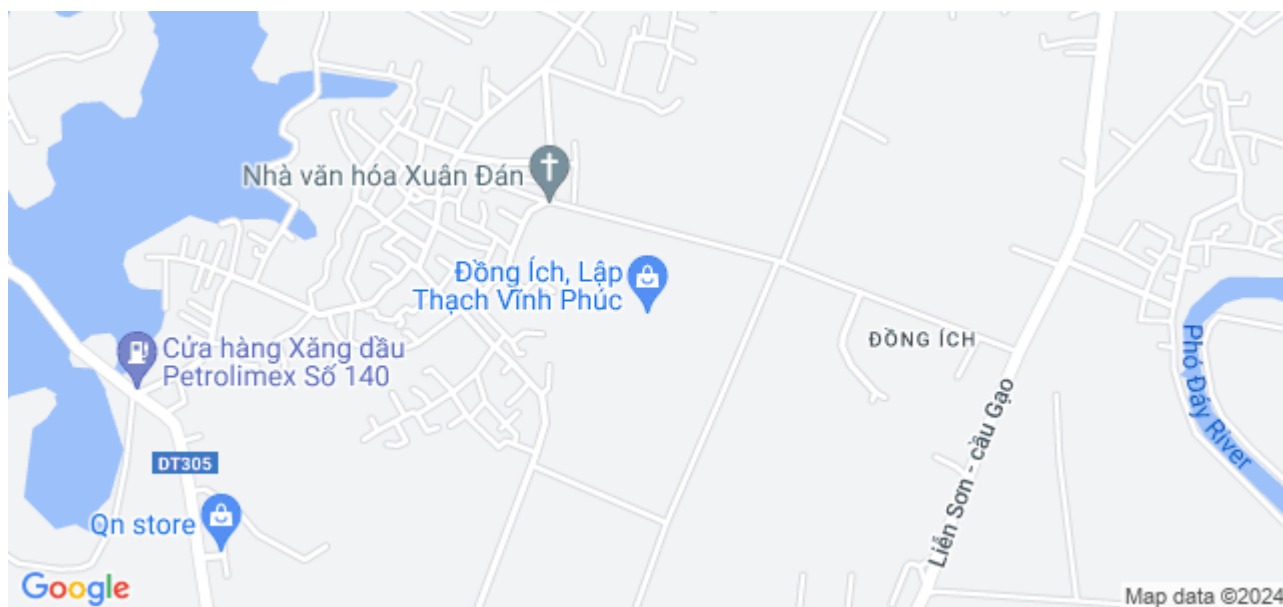 Nhà văn hóa Xuân Đán
Đồng Ích, Lập
Thạch Vĩnh Phúc
ĐỒNG ÍCH
Cửa hàng Xăng dầu
Petrolimex Số 140
Phó Đáy River
Liễn Sơn - cầu Gạo
DT305
Qn store
Google
Map data ©2024